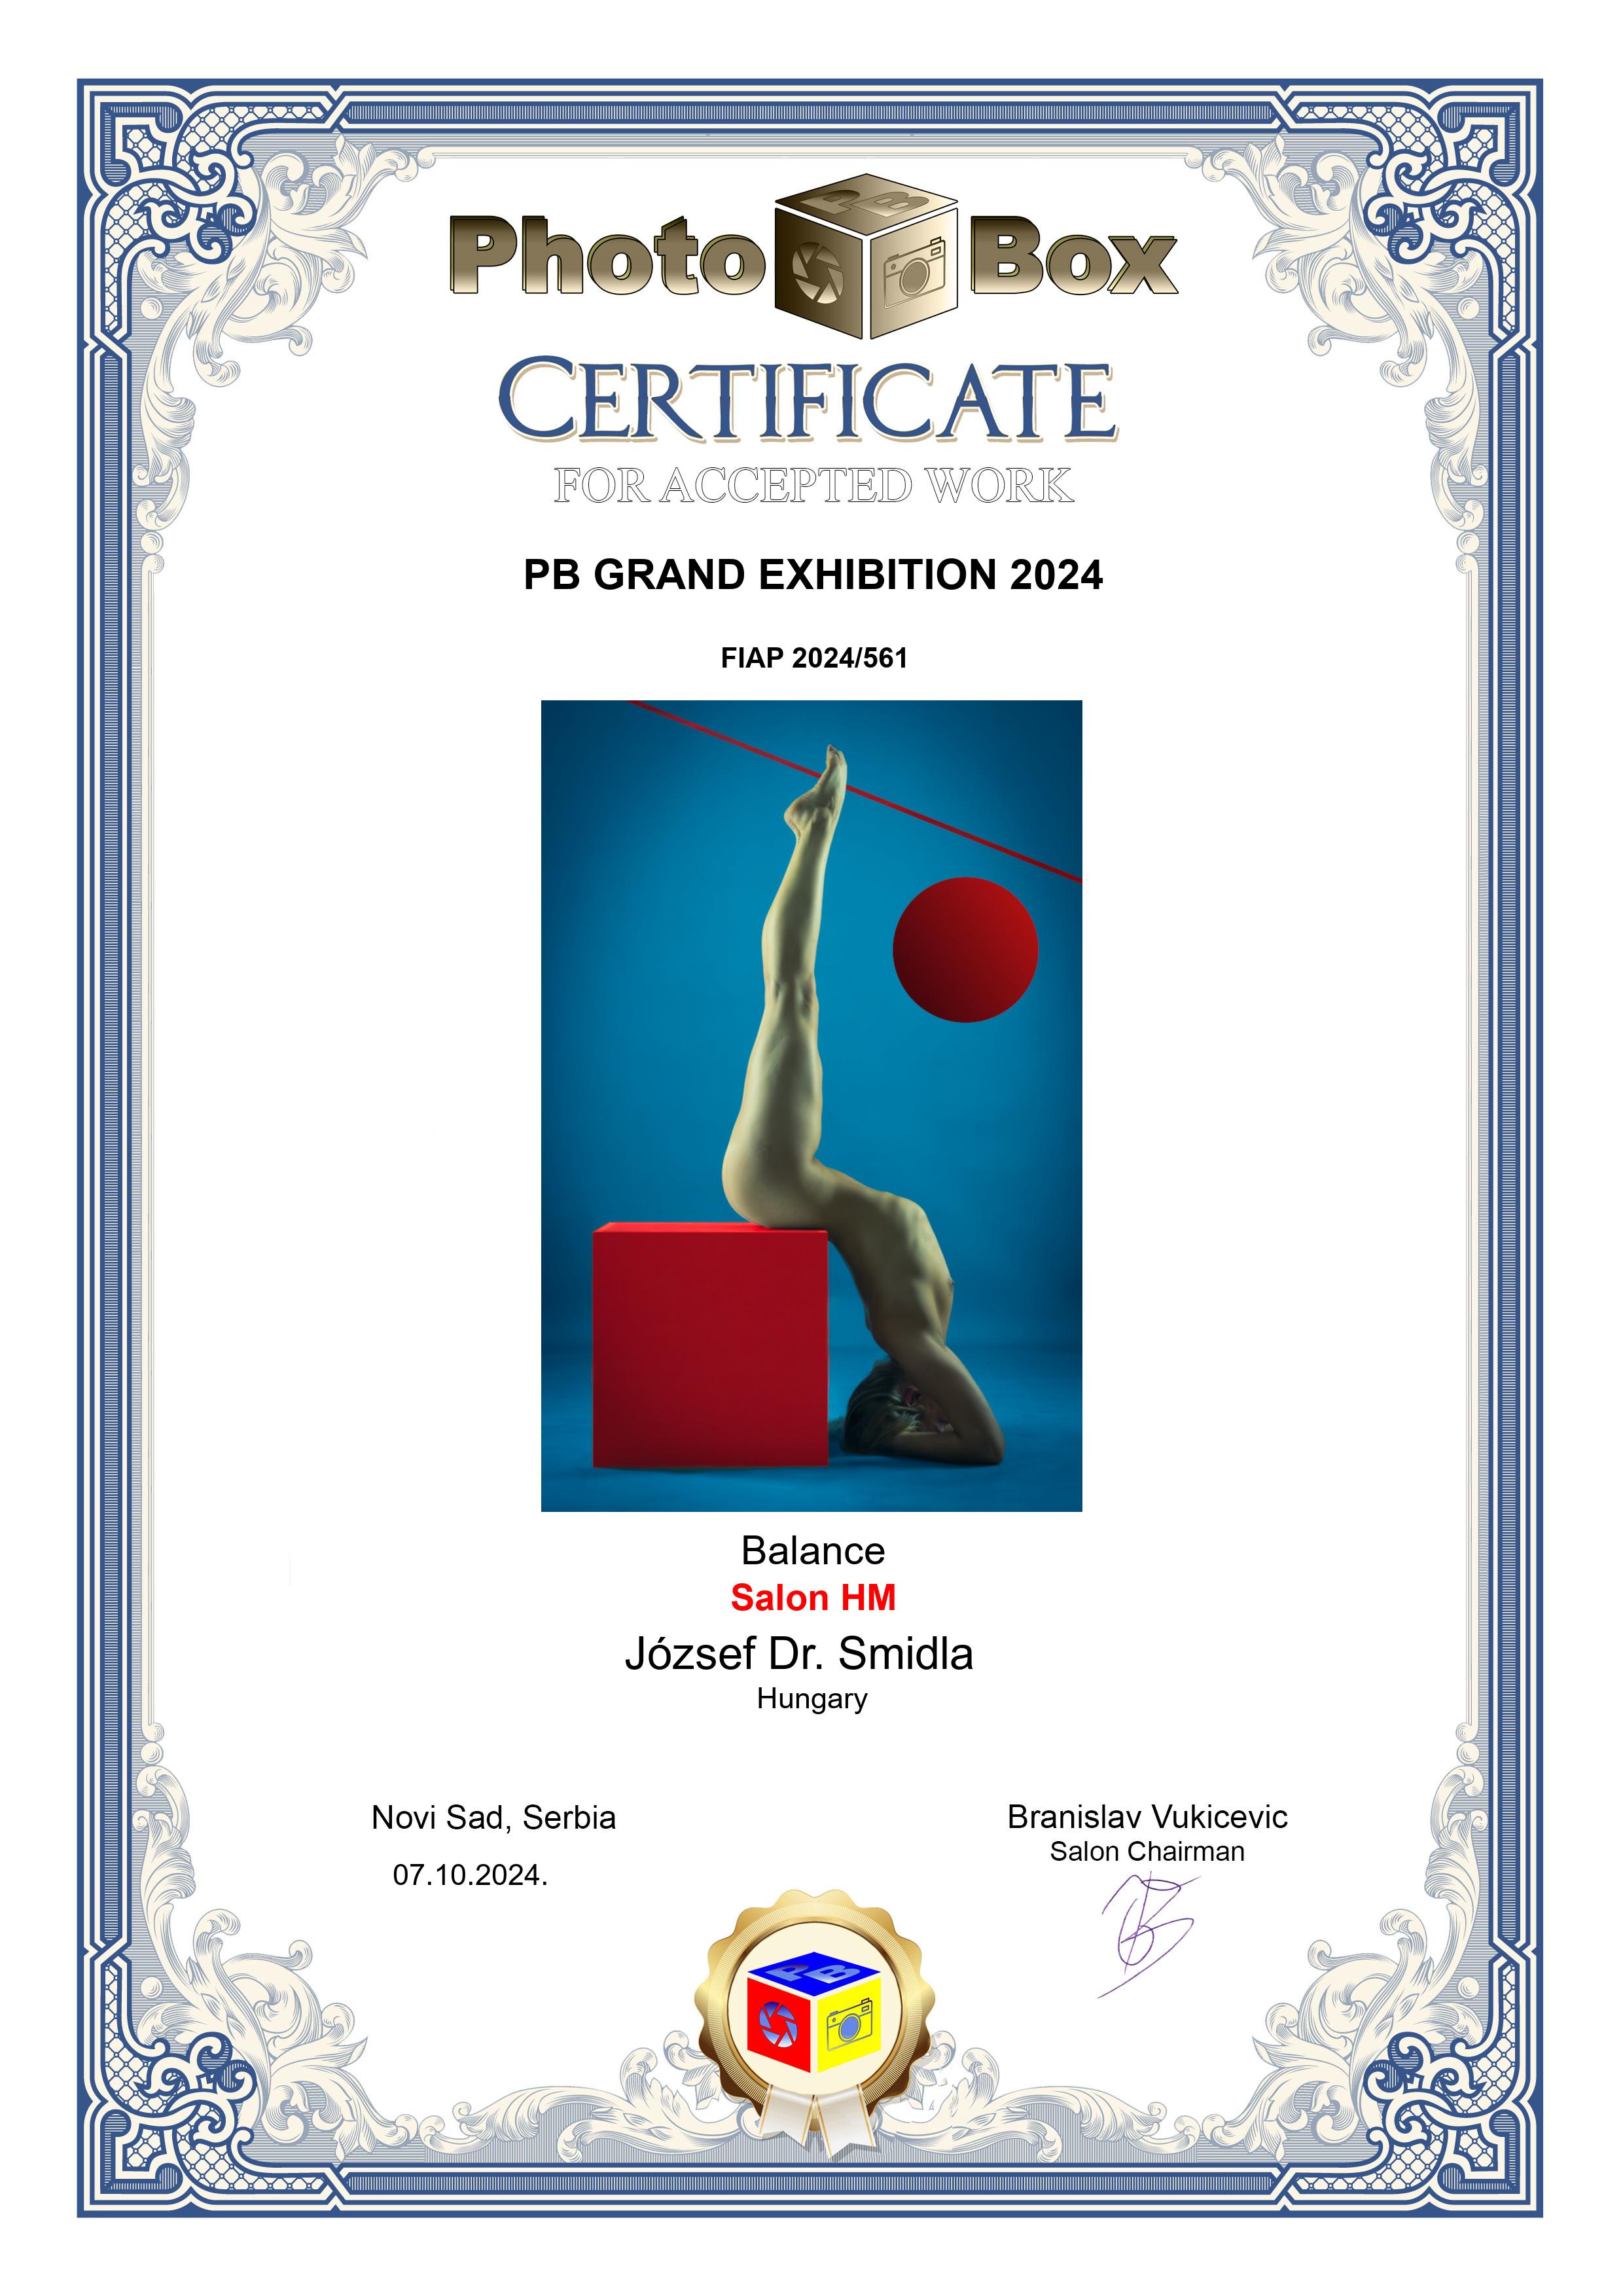 Photo PB Box
CERTIFICATE
FOR ACCEPTED WORK
PB GRAND EXHIBITION 2024
FIAP 2024/561
Balance
Salon HM
József Dr. Smidla
Hungary
Novi Sad, Serbia
07.10.2024.
Branislav Vukicevic
Salon Chairman
PB